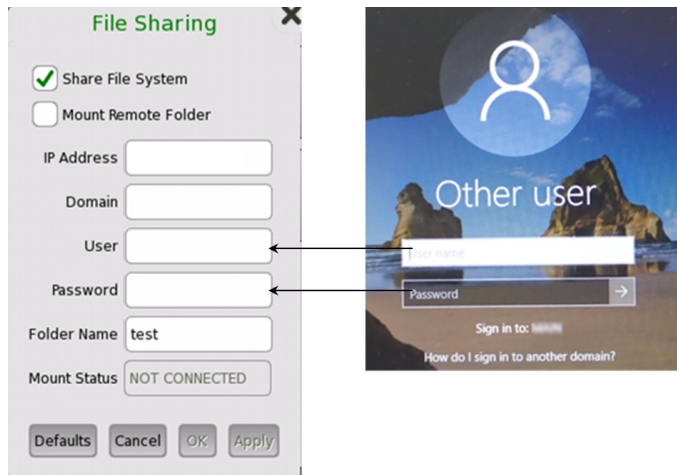 File Sharing
Share File System
Mount Remote Folder
IP Address
Domain
User
Password
Folder Name test
Mount Status NOT CONNECTED
Defaults Cancel OK Apply
Other user
User name
Password
Sign in to:
How do I sign in to another domain?